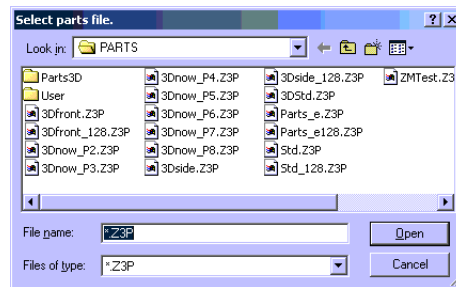 Select parts file.
Look in: PARTS
Parts3D
User
3Dfront.Z3P
3Dfront_128.Z3P
3Dnow_P2.Z3P
3Dnow_P3.Z3P
3Dnow_P4.Z3P
3Dnow_P5.Z3P
3Dnow_P6.Z3P
3Dnow_P7.Z3P
3Dnow_P8.Z3P
3Dside.Z3P
3Dside_128.Z3P
3DStd.Z3P
Parts_e.Z3P
Parts_e128.Z3P
Std.Z3P
Std_128.Z3P
ZMTest.Z3
File name: *.Z3P
Open
Files of type: *.Z3P
Cancel